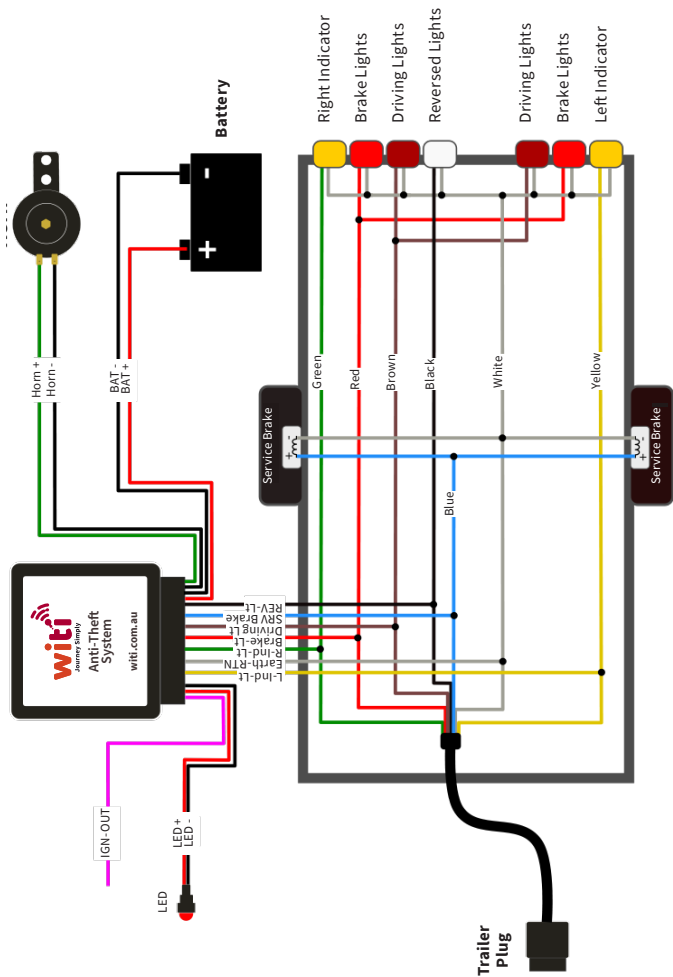 Right Indicator
Brake Lights
Driving Lights
Reversed Lights
Driving Lights
Brake Lights
Left Indicator
Battery
-
+
Horn +
Horn -
BAT -
BAT +
Green
Red
Brown
Black
White
Yellow
Service Brake
+ -
Service Brake
+ -
Blue
witi
Journey Simply
Anti-Theft
System
witi.com.au
REV-Lt
SRV Brake
Driving Lt
Brake-Lt
R-Ind-Lt
Earth-RTN
L-Ind-Lt
IGN-OUT
LED+
LED -
LED
Trailer
Plug